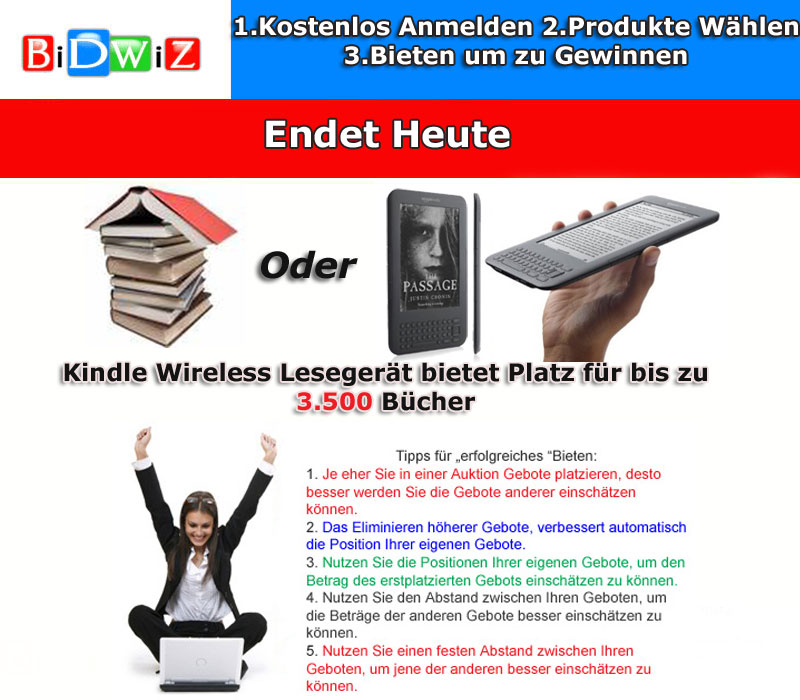 BiDWiZ
1.Kostenlos Anmelden 2.Produkte Wählen
3.Bieten um zu Gewinnen
Endet Heute
Oder
THE
PASSAGE
JUSTIN CRONIN
Kindle Wireless Lesegerät bietet Platz für bis zu
3.500 Bücher
Tipps für „erfolgreiches “Bieten:
1. Je eher Sie in einer Auktion Gebote platzieren, desto
besser werden Sie die Gebote anderer einschätzen
können.
2. Das Eliminieren höherer Gebote, verbessert automatisch
die Position Ihrer eigenen Gebote.
3. Nutzen Sie die Positionen Ihrer eigenen Gebote, um den
Betrag des erstplatzierten Gebots einschätzen zu können.
4. Nutzen Sie den Abstand zwischen Ihren Geboten, um
die Beträge der anderen Gebote besser einschätzen zu
können.
5. Nutzen Sie einen festen Abstand zwischen Ihren
Geboten, um jene der anderen besser einschätzen zu
können.